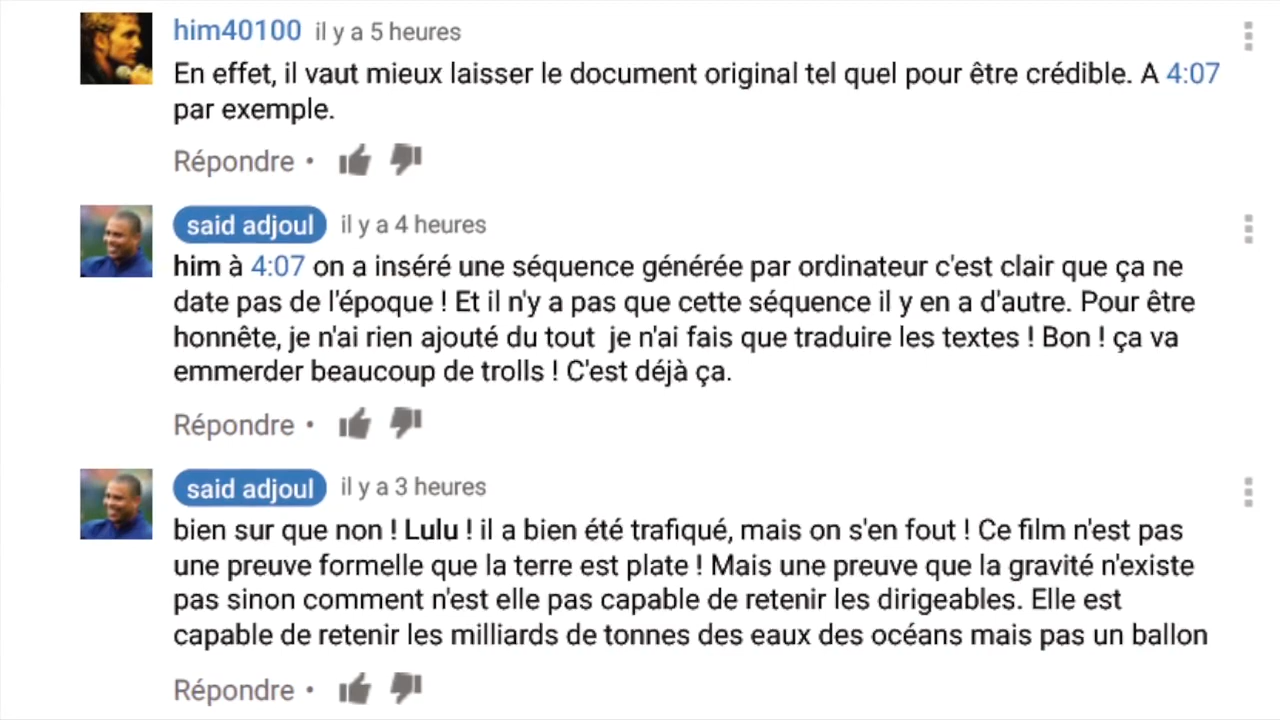 him40100 il y a 5 heures
En effet, il vaut mieux laisser le document original tel quel pour être crédible. A 4:07
par exemple.
Répondre •
said adjoul il y a 4 heures
him à 4:07 on a inséré une séquence générée par ordinateur c'est clair que ça ne
date pas de l'époque ! Et il n'y a pas que cette séquence il y en a d'autre. Pour être
honnête, je n'ai rien ajouté du tout  je n'ai fais que traduire les textes ! Bon ! ça va
emmerder beaucoup de trolls ! C'est déjà ça.
Répondre •
said adjoul il y a 3 heures
bien sur que non ! Lulu ! il a bien été trafiqué, mais on s'en fout ! Ce film n'est pas
une preuve formelle que la terre est plate ! Mais une preuve que la gravité n'existe
pas sinon comment n'est elle pas capable de retenir les dirigeables. Elle est
capable de retenir les milliards de tonnes des eaux des océans mais pas un ballon
Répondre •